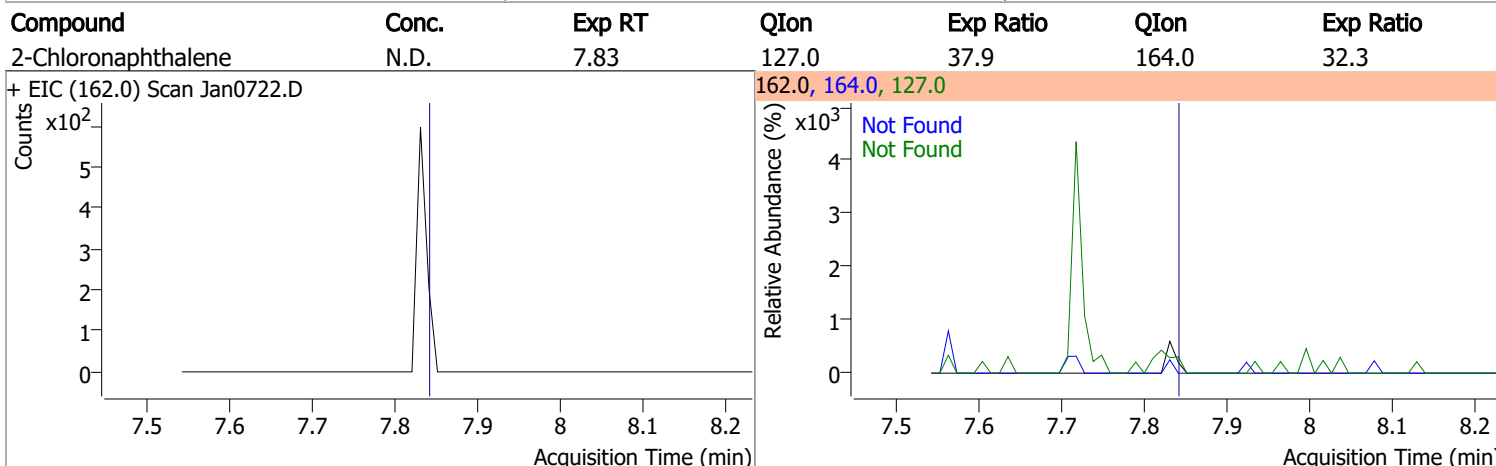 Compound Conc. Exp RT QIon Exp Ratio QIon Exp Ratio
2-Chloronaphthalene N.D. 7.83 127.0 37.9 164.0 32.3
+ EIC (162.0) Scan Jan0722.D
Counts
x10²
5
4
3
2
1
0
7.5 7.6 7.7 7.8 7.9 8 8.1 8.2
Acquisition Time (min)
162.0, 164.0, 127.0
Relative Abundance (%)
x10³
Not Found
Not Found
4
3
2
1
0
7.5 7.6 7.7 7.8 7.9 8 8.1 8.2
Acquisition Time (min)